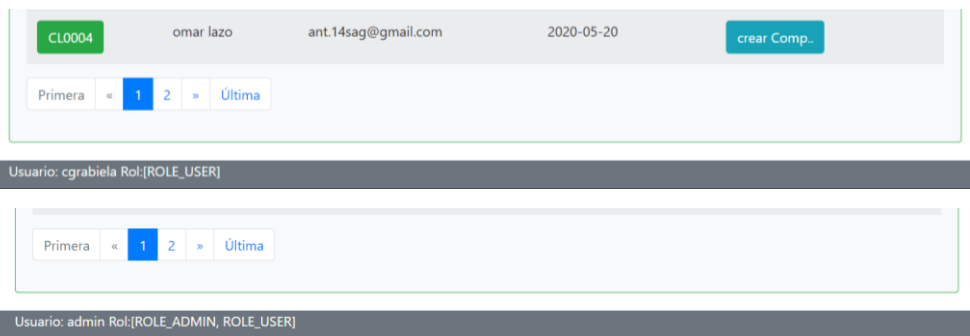 CL0004 omar lazo ant.14sag@gmail.com 2020-05-20 crear Comp..
Primera « 1 2 » Última
Usuario: cgrabiela Rol:[ROLE_USER]
Primera « 1 2 » Última
Usuario: admin Rol:[ROLE_ADMIN, ROLE_USER]